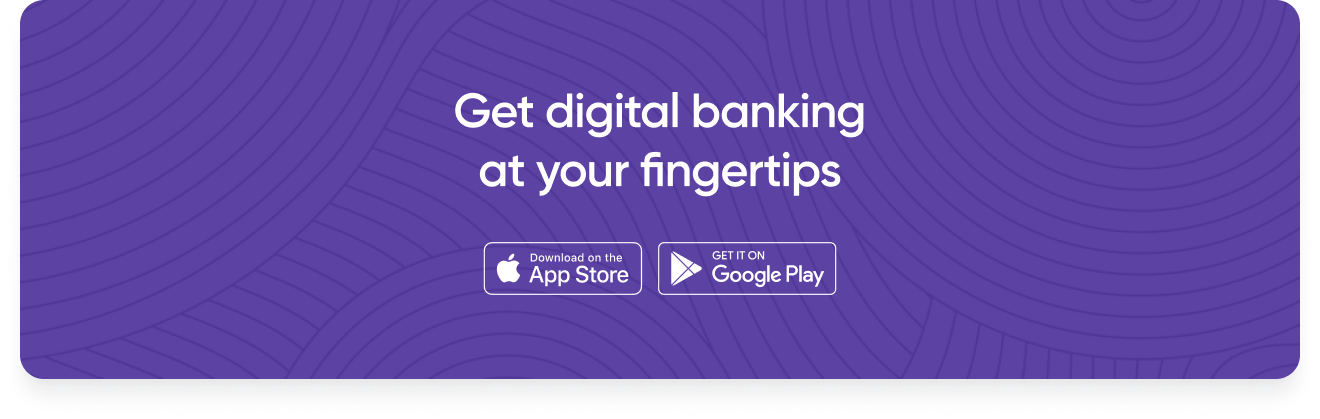 Get digital banking
at your fingertips
Download on the
App Store
GET IT ON
Google Play